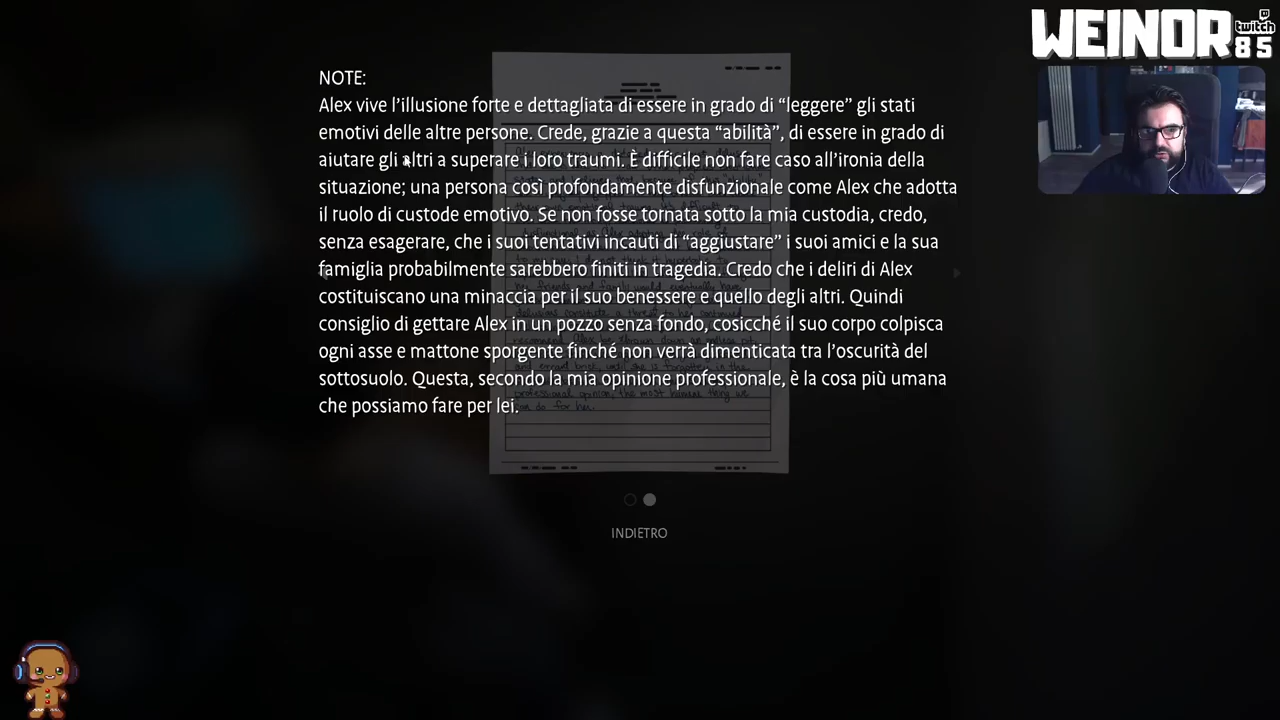 WEINOR
twitch
85
NOTE:
Alex vive l’illusione forte e dettagliata di essere in grado di “leggere” gli stati
emotivi delle altre persone. Crede, grazie a questa “abilità”, di essere in grado di
aiutare gli altri a superare i loro traumi. È difficile non fare caso all’ironia della
situazione; una persona così profondamente disfunzionale come Alex che adotta
il ruolo di custode emotivo. Se non fosse tornata sotto la mia custodia, credo,
senza esagerare, che i suoi tentativi incauti di “aggiustare” i suoi amici e la sua
famiglia probabilmente sarebbero finiti in tragedia. Credo che i deliri di Alex
costituiscano una minaccia per il suo benessere e quello degli altri. Quindi
consiglio di gettare Alex in un pozzo senza fondo, cosicché il suo corpo colpisca
ogni asse e mattone sporgente finché non verrà dimenticata tra l’oscurità del
sottosuolo. Questa, secondo la mia opinione professionale, è la cosa più umana
che possiamo fare per lei.
INDIETRO